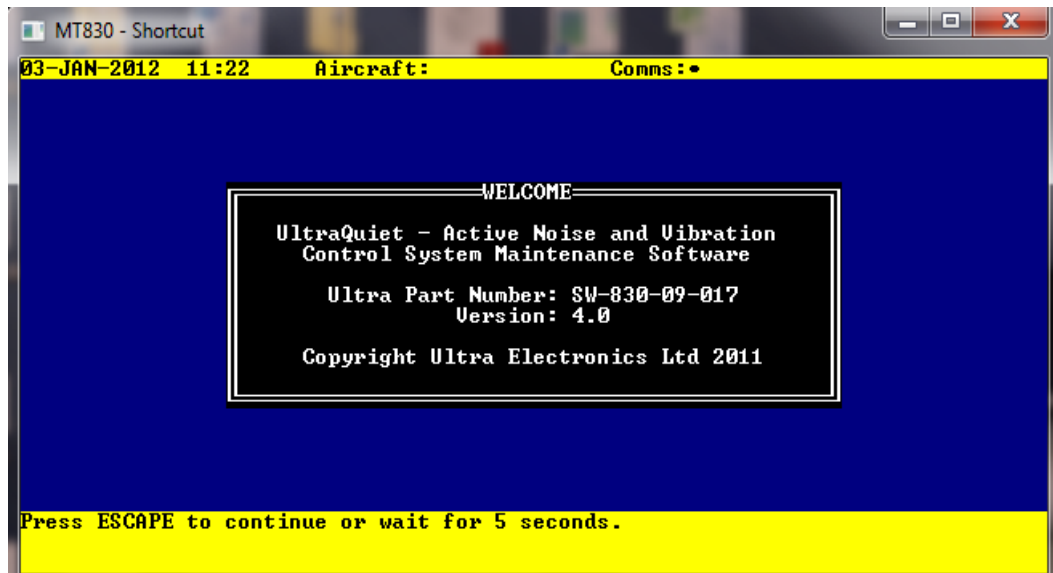 MT830 - Shortcut
03-JAN-2012 11:22 Aircraft: Comms:•
WELCOME
UltraQuiet - Active Noise and Vibration
Control System Maintenance Software
Ultra Part Number: SW-830-09-017
Version: 4.0
Copyright Ultra Electronics Ltd 2011
Press ESCAPE to continue or wait for 5 seconds.